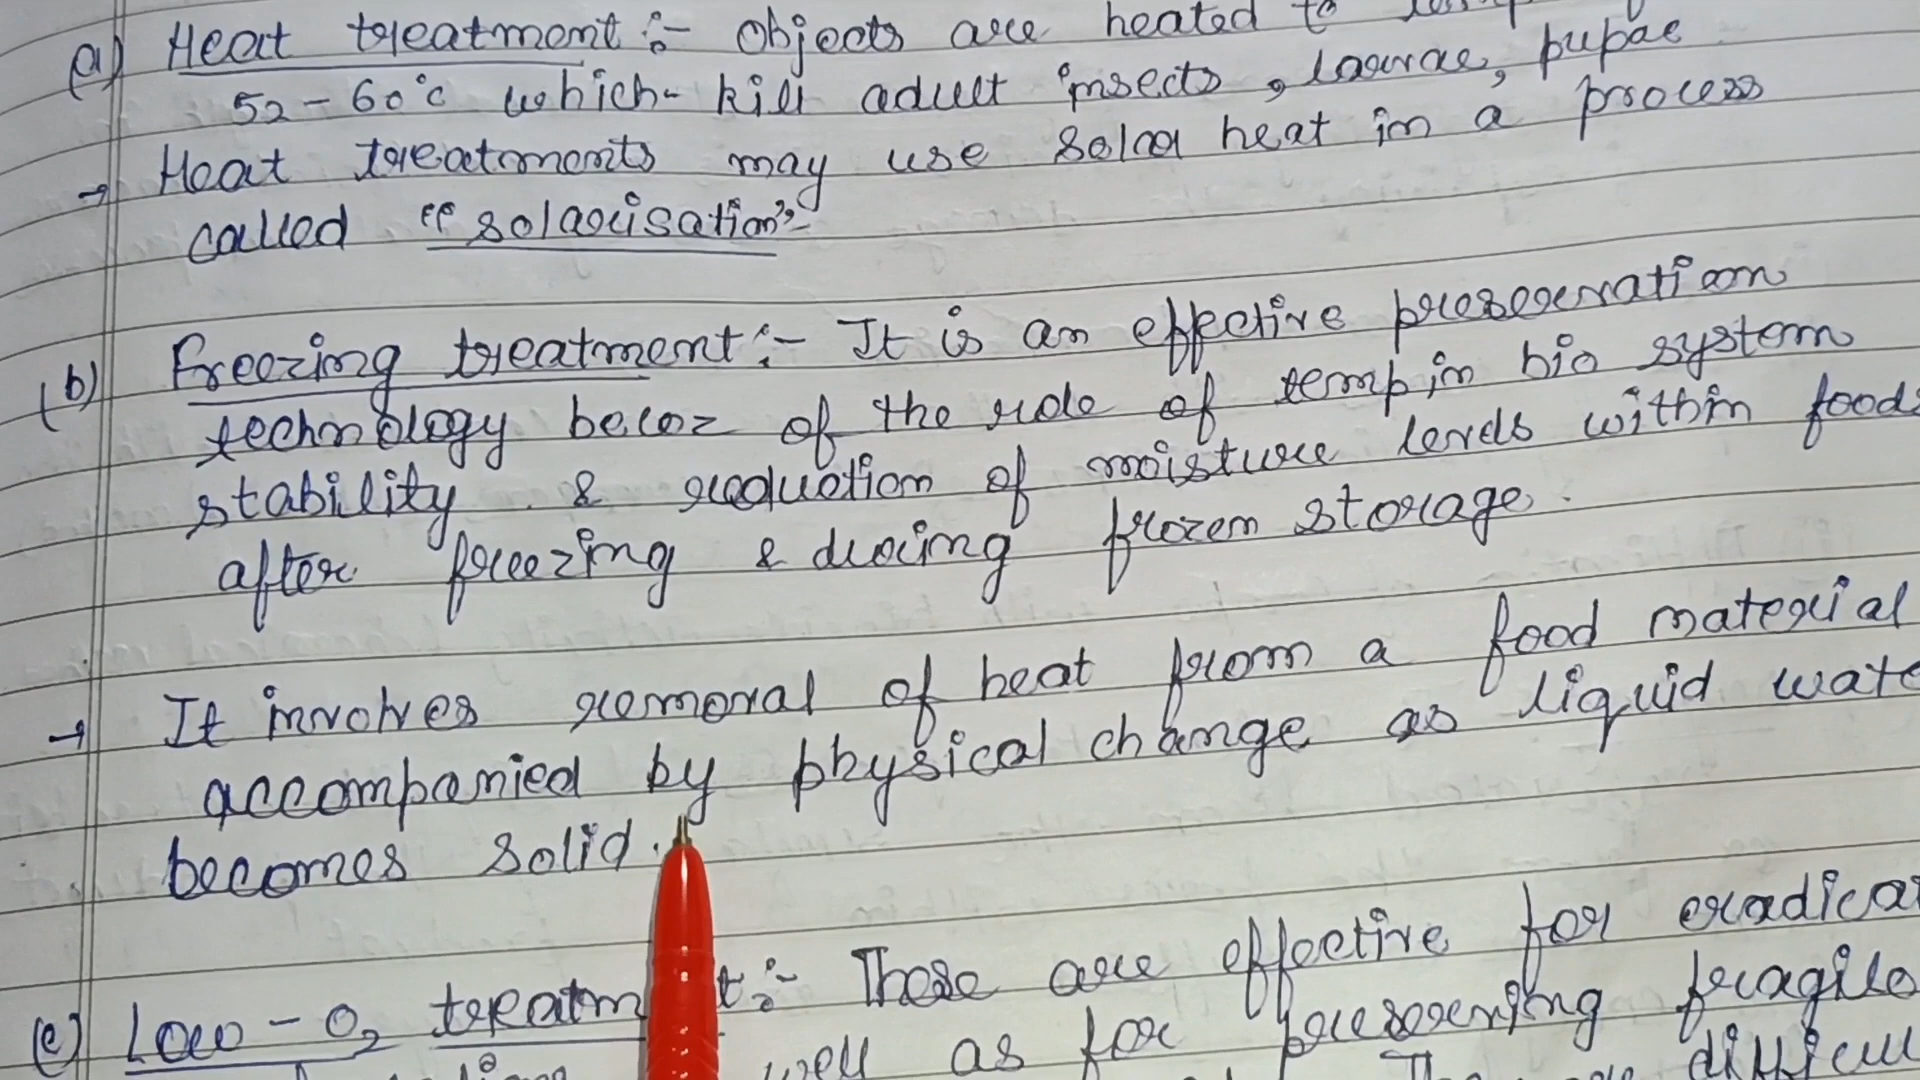 (a) Heat treatment :- objects are heated to
52 - 60°c which kill adult insects, larvae, pupae
→ Heat treatments may use solar heat in a process
called "solarisation"
(b) Freezing treatment :- It is an effective preservation
technology becoz of the role of temp in bio system
stability & reduction of moisture levels within foods
after freezing & during frozen storage.
→ It involves removal of heat from a food material
accompanied by physical change as liquid wate
becomes solid.
(c) Low - O2 treatm t :- These are effective for eradica
well as for preserving fragile
difficul